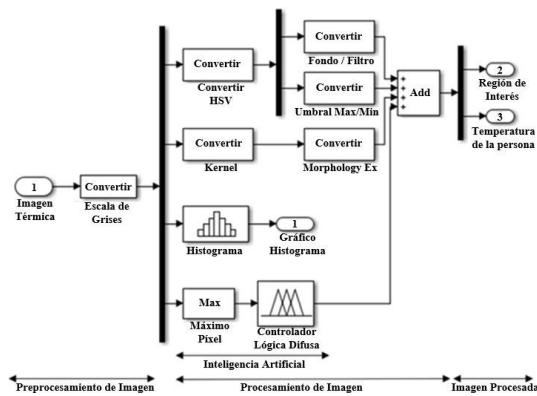 Convertir
Fondo / Filtro
Convertir
Convertir
HSV
Convertir
Umbral Max/Min
Add
+
+
+
+
2
Región de
Interés
3
Temperatura
de la persona
Convertir
Kernel
Convertir
Morphology Ex
1
Imagen
Térmica
Convertir
Escala de
Grises
Histograma
1
Gráfico
Histograma
Max
Máximo
Píxel
Controlador
Lógica Difusa
Inteligencia Artificial
Preprocesamiento de Imagen
Procesamiento de Imagen
Imagen Procesada